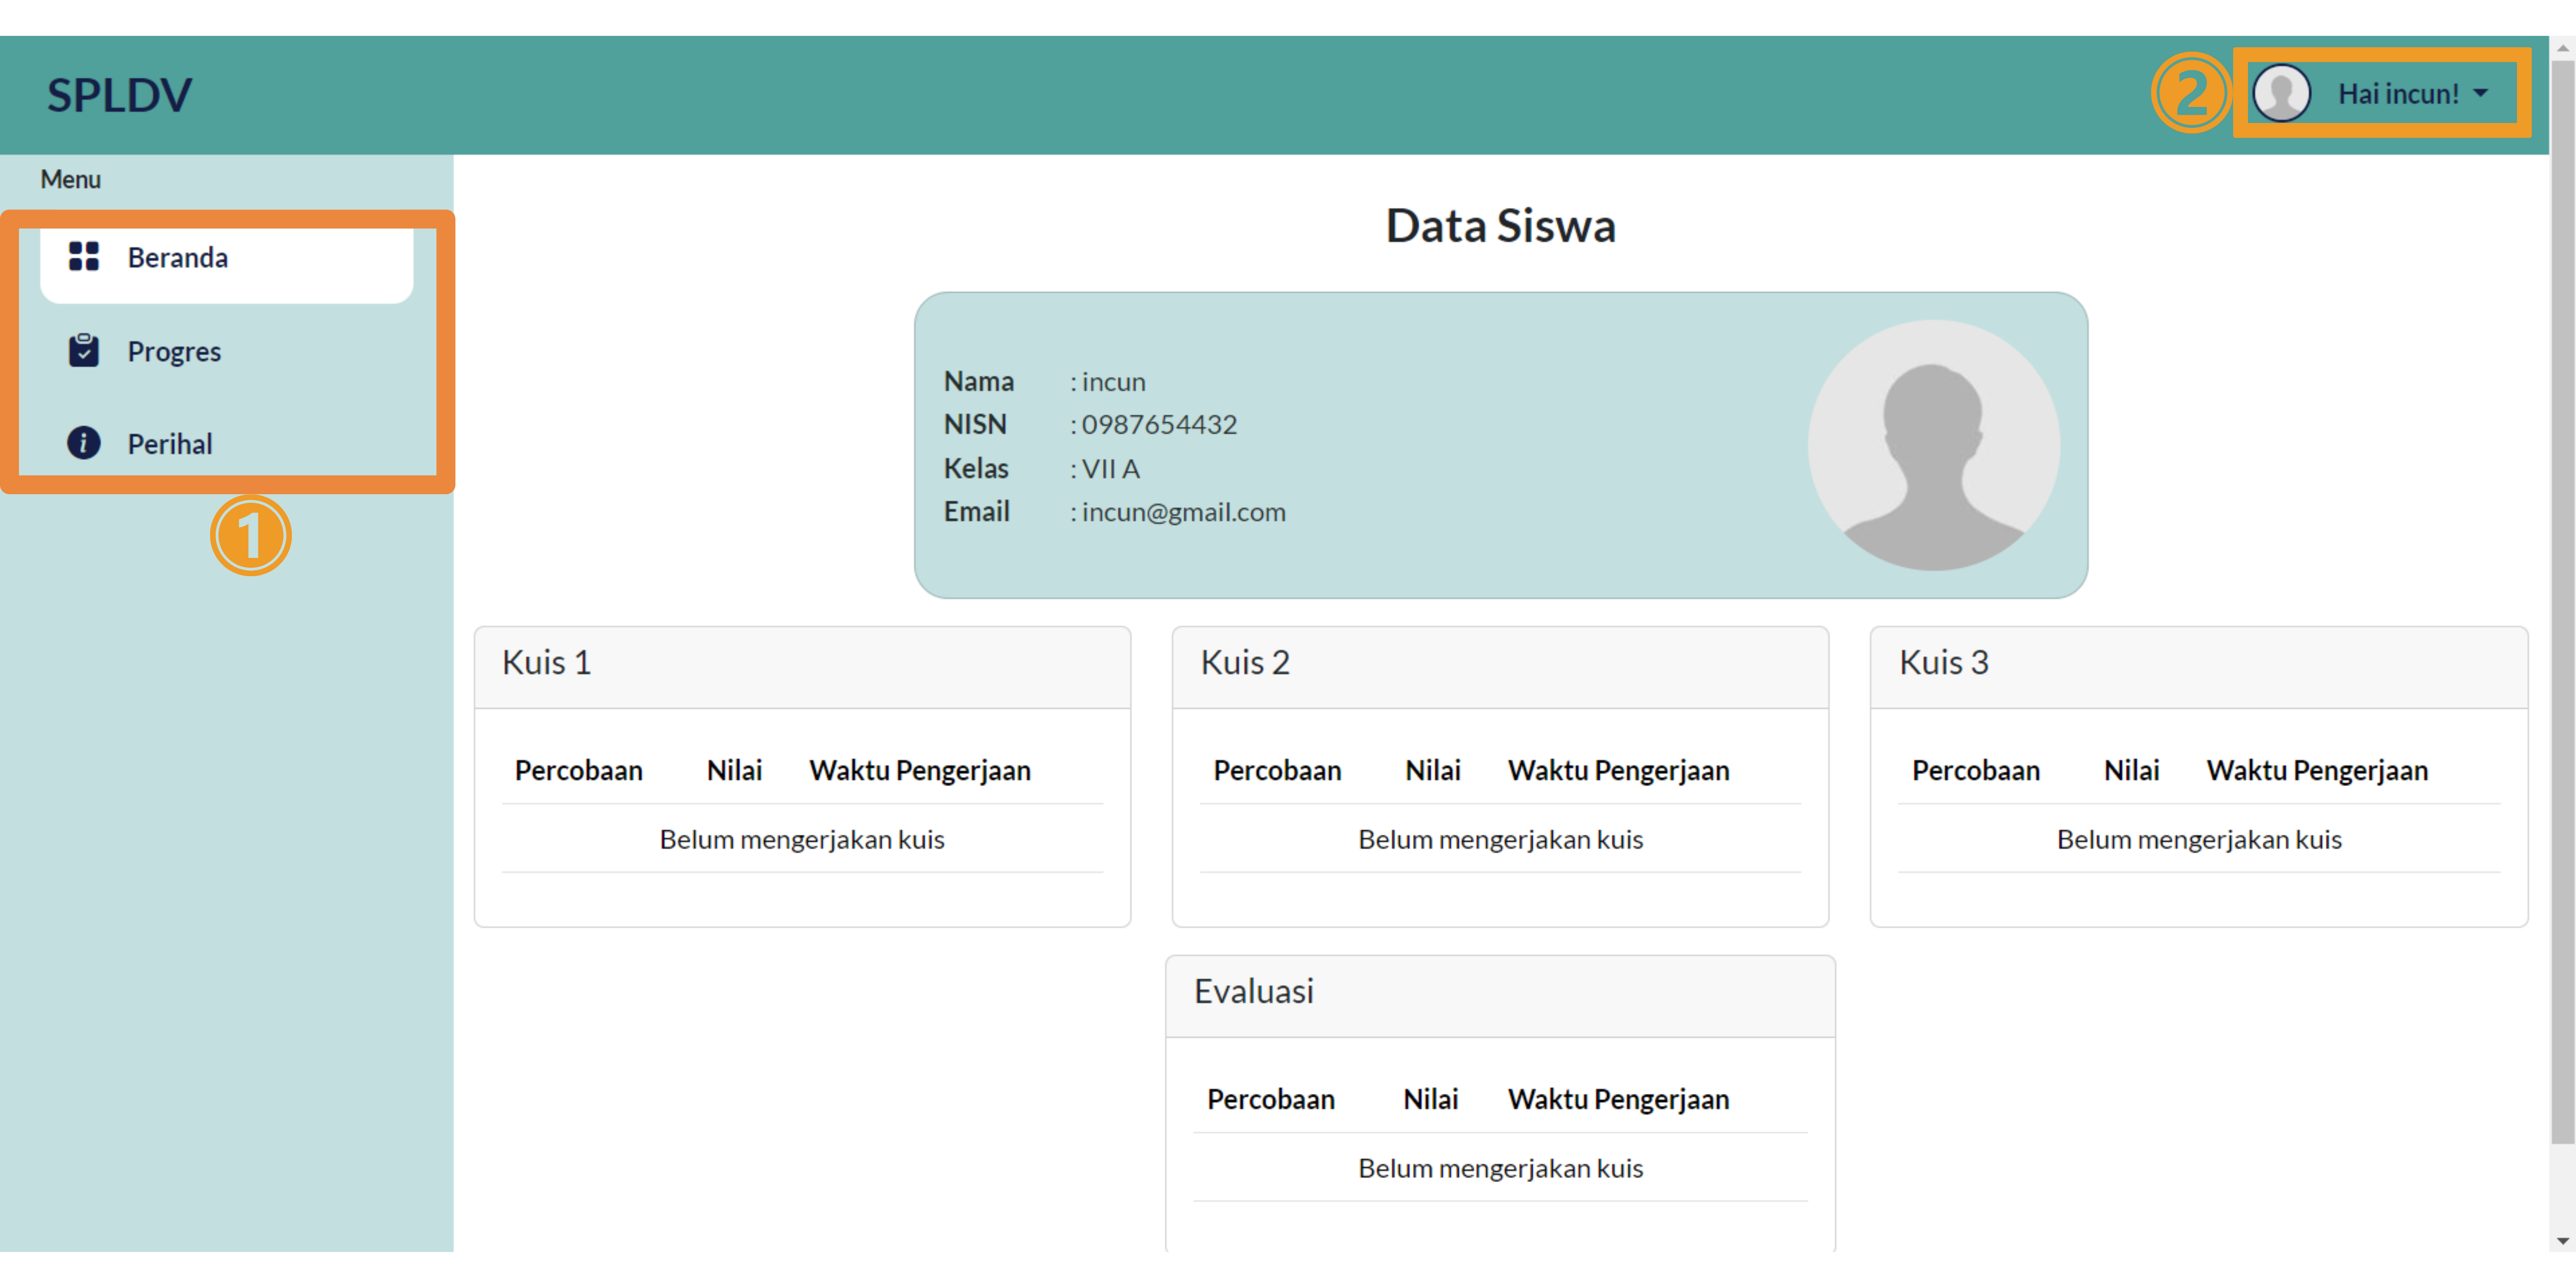 SPLDV
② Hai incun!
Menu
Beranda
Progres
Perihal
①
Data Siswa
Nama : incun
NISN : 0987654432
Kelas : VII A
Email : incun@gmail.com
Kuis 1
Percobaan Nilai Waktu Pengerjaan
Belum mengerjakan kuis
Kuis 2
Percobaan Nilai Waktu Pengerjaan
Belum mengerjakan kuis
Kuis 3
Percobaan Nilai Waktu Pengerjaan
Belum mengerjakan kuis
Evaluasi
Percobaan Nilai Waktu Pengerjaan
Belum mengerjakan kuis